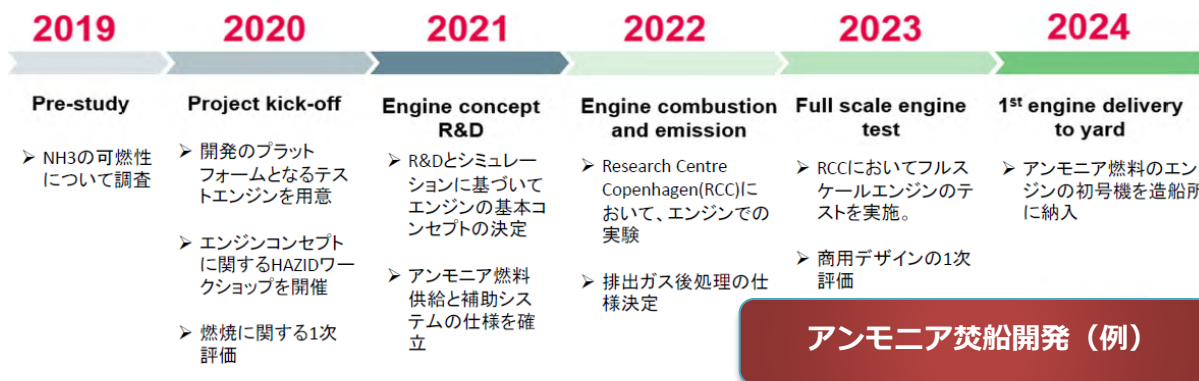 2019
Pre-study
➢ NH3の可燃性
について調査
2020
Project kick-off
➢ 開発のプラット
フォームとなるテス
トエンジンを用意
➢ エンジンコンセプト
に関するHAZIDワー
クショップを開催
➢ 燃焼に関する1次
評価
2021
Engine concept
R&D
➢ R&Dとシミュレー
ションに基づいて
エンジンの基本コ
ンセプトの決定
➢ アンモニア燃料
供給と補助シス
テムの仕様を確
立
2022
Engine combustion
and emission
➢ Research Centre
Copenhagen(RCC)に
おいて、エンジンでの
実験
➢ 排出ガス後処理の仕
様決定
2023
Full scale engine
test
➢ RCCにおいてフルス
ケールエンジンのテ
ストを実施。
➢ 商用デザインの1次
評価
2024
1st engine delivery
to yard
➢ アンモニア燃料のエン
ジンの初号機を造船所
に納入
アンモニア焚船開発（例）